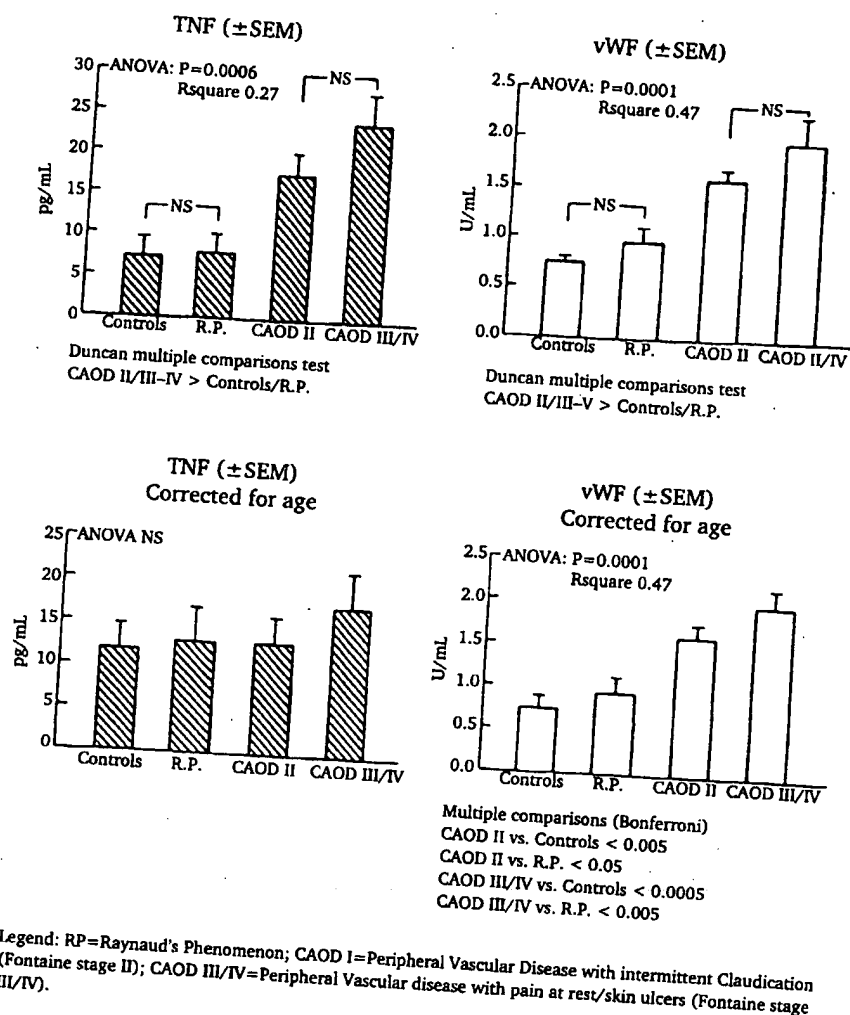 TNF (±SEM)
30
25
20
15
10
5
0
pg/mL
ANOVA: P=0.0006
Rsquare 0.27
NS
NS
Controls
R.P.
CAOD II
CAOD III/IV
Duncan multiple comparisons test
CAOD II/III–IV > Controls/R.P.
vWF (±SEM)
2.5
2.0
1.5
1.0
0.5
0.0
U/mL
ANOVA: P=0.0001
Rsquare 0.47
NS
NS
Controls
R.P.
CAOD II
CAOD II/IV
Duncan multiple comparisons test
CAOD II/III–V > Controls/R.P.
TNF (±SEM)
Corrected for age
25
20
15
10
5
0
pg/mL
ANOVA NS
Controls
R.P.
CAOD II
CAOD III/IV
vWF (±SEM)
Corrected for age
2.5
2.0
1.5
1.0
0.5
0.0
U/mL
ANOVA: P=0.0001
Rsquare 0.47
Controls
R.P.
CAOD II
CAOD III/IV
Multiple comparisons (Bonferroni)
CAOD II vs. Controls < 0.005
CAOD II vs. R.P. < 0.05
CAOD III/IV vs. Controls < 0.0005
CAOD III/IV vs. R.P. < 0.005
Legend: RP=Raynaud's Phenomenon; CAOD I=Peripheral Vascular Disease with intermittent Claudication
(Fontaine stage II); CAOD III/IV=Peripheral Vascular disease with pain at rest/skin ulcers (Fontaine stage
III/IV).